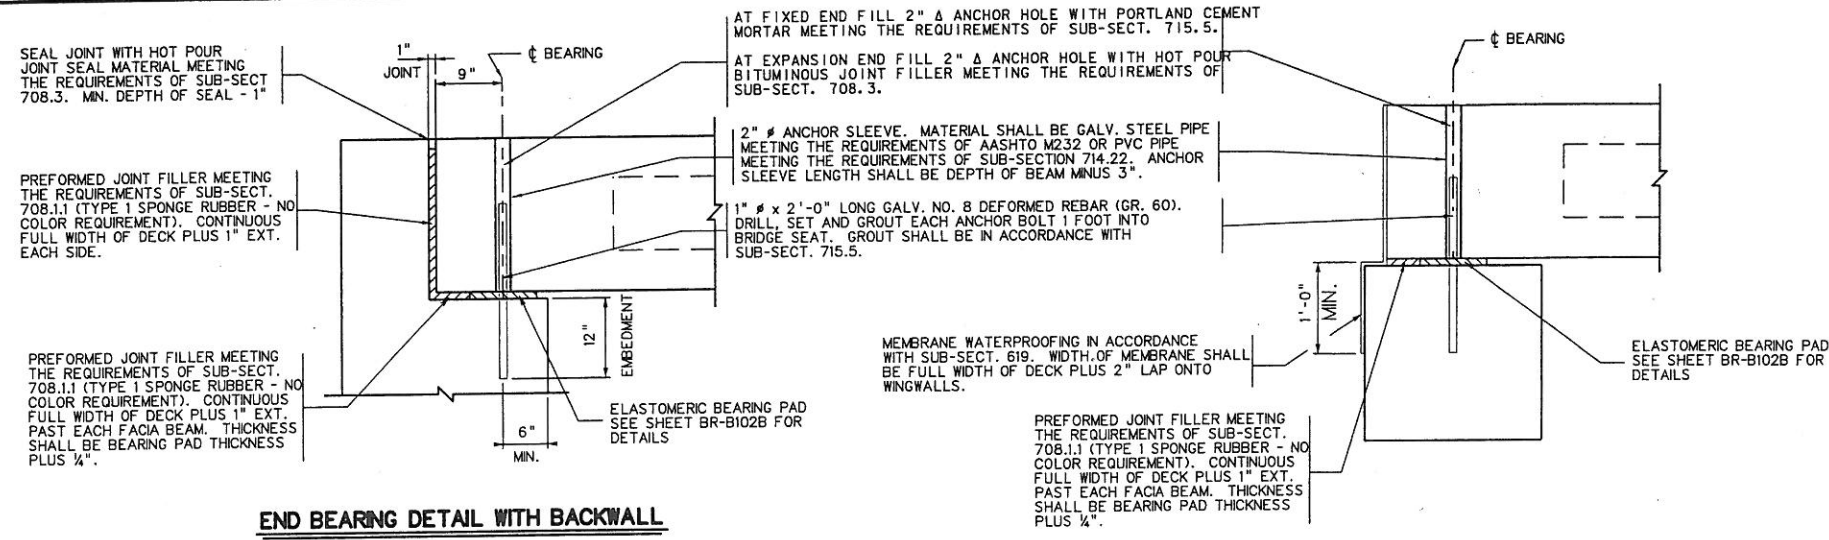 SEAL JOINT WITH HOT POUR
JOINT SEAL MATERIAL MEETING
THE REQUIREMENTS OF SUB-SECT
708.3. MIN. DEPTH OF SEAL - 1"
PREFORMED JOINT FILLER MEETING
THE REQUIREMENTS OF SUB-SECT.
708.1.1 (TYPE 1 SPONGE RUBBER - NO
COLOR REQUIREMENT). CONTINUOUS
FULL WIDTH OF DECK PLUS 1" EXT.
EACH SIDE.
PREFORMED JOINT FILLER MEETING
THE REQUIREMENTS OF SUB-SECT.
708.1.1 (TYPE 1 SPONGE RUBBER - NO
COLOR REQUIREMENT). CONTINUOUS
FULL WIDTH OF DECK PLUS 1" EXT.
PAST EACH FACIA BEAM. THICKNESS
SHALL BE BEARING PAD THICKNESS
PLUS ¼".
1"
JOINT
9"
℄ BEARING
12"
EMBEDMENT
6"
MIN.
ELASTOMERIC BEARING PAD
SEE SHEET BR-B102B FOR
DETAILS
END BEARING DETAIL WITH BACKWALL
AT FIXED END FILL 2" Δ ANCHOR HOLE WITH PORTLAND CEMENT
MORTAR MEETING THE REQUIREMENTS OF SUB-SECT. 715.5.
AT EXPANSION END FILL 2" Δ ANCHOR HOLE WITH HOT POUR
BITUMINOUS JOINT FILLER MEETING THE REQUIREMENTS OF
SUB-SECT. 708.3.
2" ø ANCHOR SLEEVE. MATERIAL SHALL BE GALV. STEEL PIPE
MEETING THE REQUIREMENTS OF AASHTO M232 OR PVC PIPE
MEETING THE REQUIREMENTS OF SUB-SECTION 714.22. ANCHOR
SLEEVE LENGTH SHALL BE DEPTH OF BEAM MINUS 3".
1" ø x 2'-0" LONG GALV. NO. 8 DEFORMED REBAR (GR. 60).
DRILL, SET AND GROUT EACH ANCHOR BOLT 1 FOOT INTO
BRIDGE SEAT. GROUT SHALL BE IN ACCORDANCE WITH
SUB-SECT. 715.5.
℄ BEARING
1'-0"
MIN.
MEMBRANE WATERPROOFING IN ACCORDANCE
WITH SUB-SECT. 619. WIDTH.OF MEMBRANE SHALL
BE FULL WIDTH OF DECK PLUS 2" LAP ONTO
WINGWALLS.
PREFORMED JOINT FILLER MEETING
THE REQUIREMENTS OF SUB-SECT.
708.1.1 (TYPE 1 SPONGE RUBBER - NO
COLOR REQUIREMENT). CONTINUOUS
FULL WIDTH OF DECK PLUS 1" EXT.
PAST EACH FACIA BEAM. THICKNESS
SHALL BE BEARING PAD THICKNESS
PLUS ¼".
ELASTOMERIC BEARING PAD
SEE SHEET BR-B102B FOR
DETAILS